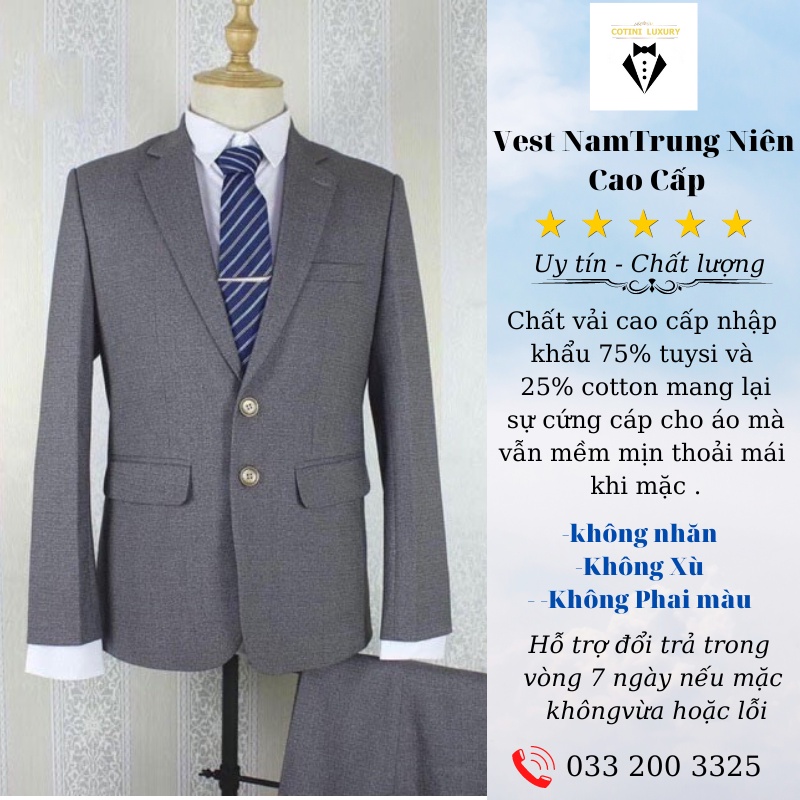 COTINI LUXURY
Vest NamTrung Niên
Cao Cấp
Uy tín - Chất lượng
Chất vải cao cấp nhập
khẩu 75% tuysi và
25% cotton mang lại
sự cứng cáp cho áo mà
vẫn mềm mịn thoải mái
khi mặc .
-không nhăn
-Không Xù
- -Không Phai màu
Hỗ trợ đổi trả trong
vòng 7 ngày nếu mặc
khôngvừa hoặc lỗi
033 200 3325